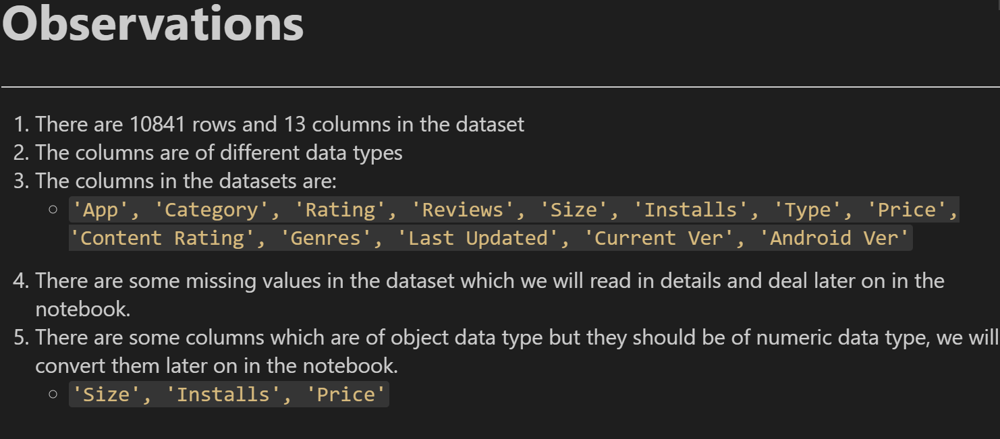 Observations
1. There are 10841 rows and 13 columns in the dataset
2. The columns are of different data types
3. The columns in the datasets are:
'App', 'Category', 'Rating', 'Reviews', 'Size', 'Installs', 'Type', 'Price',
'Content Rating', 'Genres', 'Last Updated', 'Current Ver', 'Android Ver'
4. There are some missing values in the dataset which we will read in details and deal later on in the
notebook.
5. There are some columns which are of object data type but they should be of numeric data type, we will
convert them later on in the notebook.
'Size', 'Installs', 'Price'